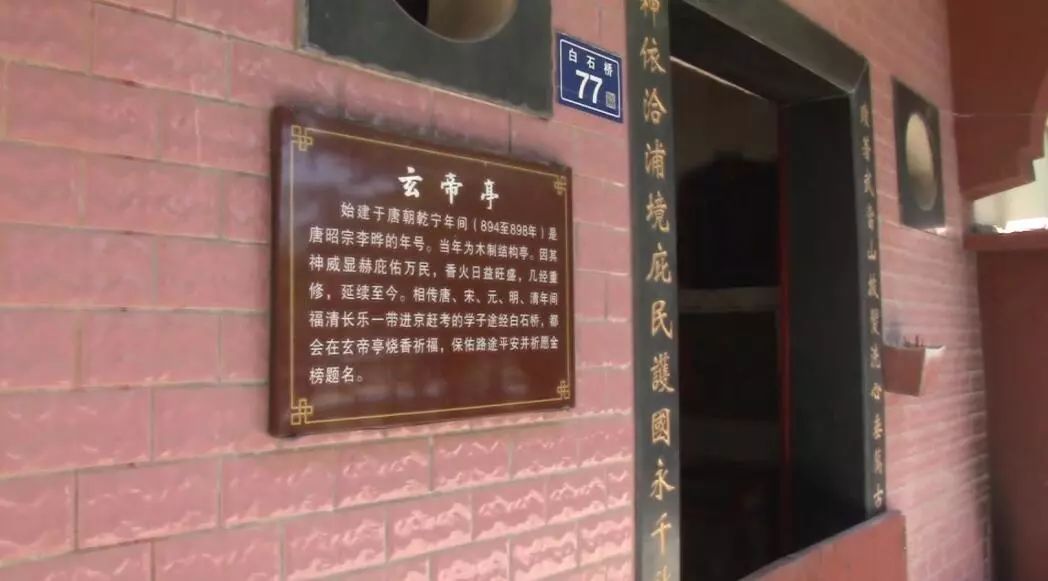 玄帝亭
始建于唐朝乾宁年间（894至898年）是
唐昭宗李晔的年号。当年为木制结构亭。因其
神威显赫庇佑万民，香火日益旺盛，几经重
修，延续至今。相传唐、宋、元、明、清年间
福清长乐一带进京赶考的学子途经白石桥，都
会在玄帝亭烧香祈福，保佑路途平安并祈愿金
榜题名。
白石桥
77
神依洽浦境庇民護國永千